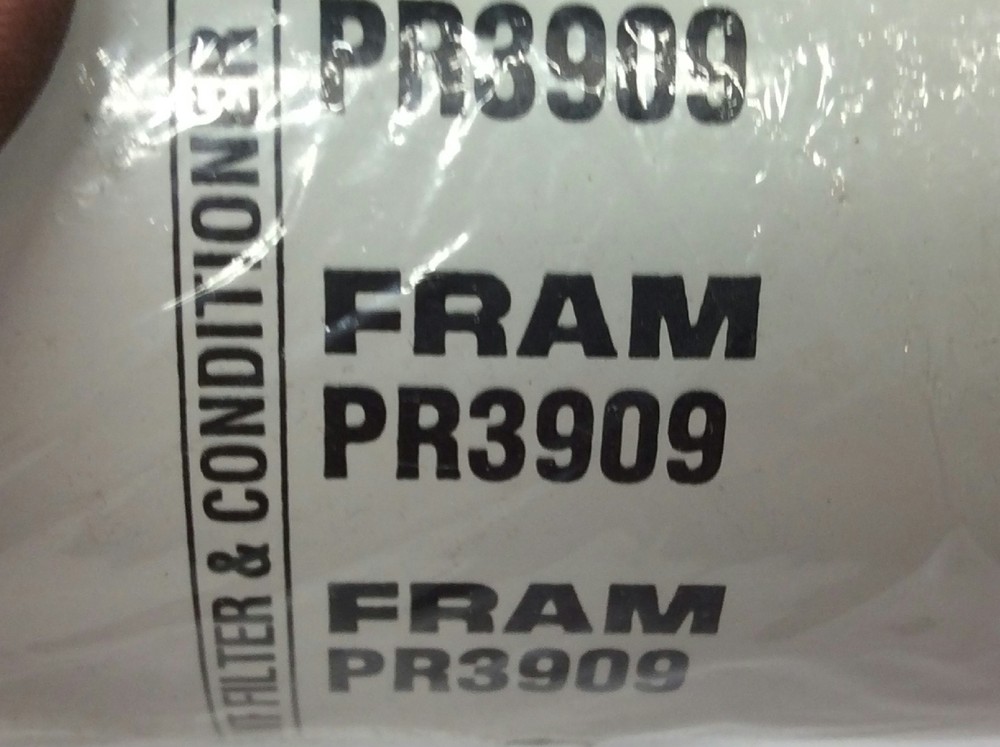 PR3909
FRAM
PR3909
FRAM
PR3909
FILTER & CONDITIONER